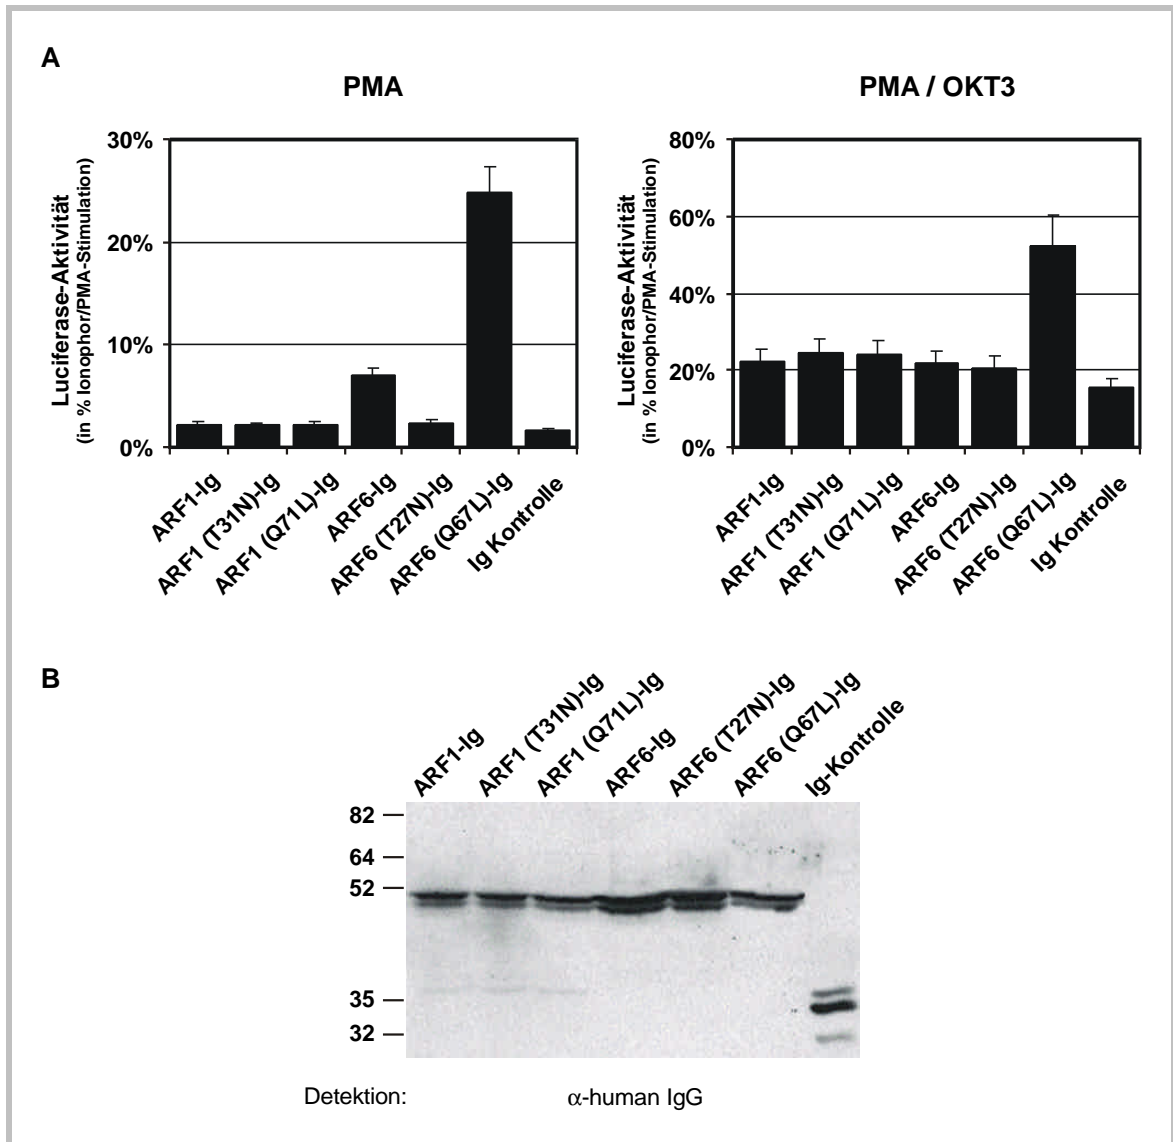 A
PMA
30%
20%
10%
0%
Luciferase-Aktivität
(in % Ionophor/PMA-Stimulation)
ARF1-Ig
ARF1 (T31N)-Ig
ARF1 (Q71L)-Ig
ARF6-Ig
ARF6 (T27N)-Ig
ARF6 (Q67L)-Ig
Ig Kontrolle
PMA / OKT3
80%
60%
40%
20%
0%
Luciferase-Aktivität
(in % Ionophor/PMA-Stimulation)
ARF1-Ig
ARF1 (T31N)-Ig
ARF1 (Q71L)-Ig
ARF6-Ig
ARF6 (T27N)-Ig
ARF6 (Q67L)-Ig
Ig Kontrolle
B
ARF1-Ig
ARF1 (T31N)-Ig
ARF1 (Q71L)-Ig
ARF6-Ig
ARF6 (T27N)-Ig
ARF6 (Q67L)-Ig
Ig-Kontrolle
82
64
52
35
32
Detektion: α-human IgG